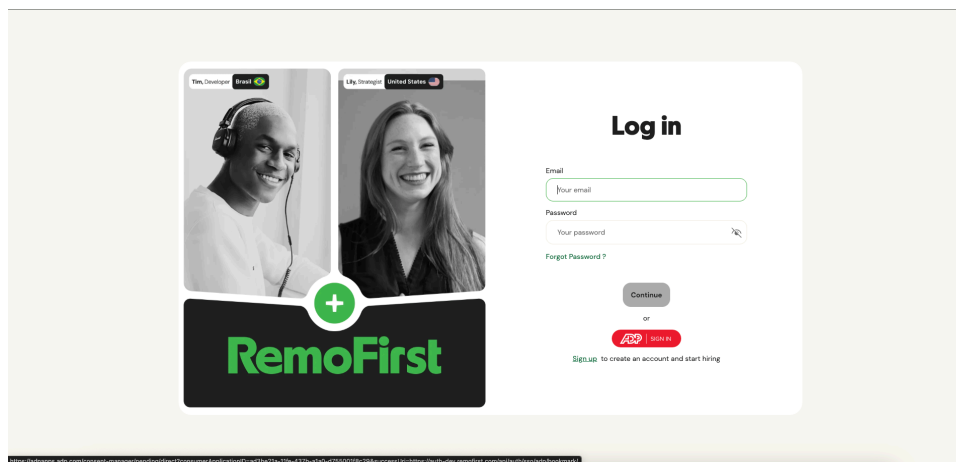 Tim, Developer Brasil
Lily, Strategist United States
RemoFirst
Log in
Email
Your email
Password
Your password
Forgot Password ?
Continue
or
ADP SIGN IN
Sign up to create an account and start hiring